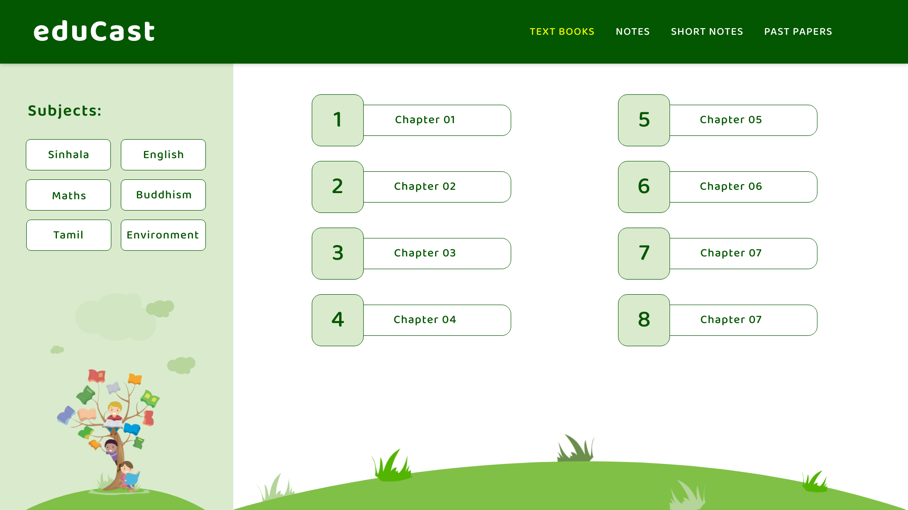 eduCast
TEXT BOOKS NOTES SHORT NOTES PAST PAPERS
Subjects:
Sinhala English
Maths Buddhism
Tamil Environment
1 Chapter 01
2 Chapter 02
3 Chapter 03
4 Chapter 04
5 Chapter 05
6 Chapter 06
7 Chapter 07
8 Chapter 07